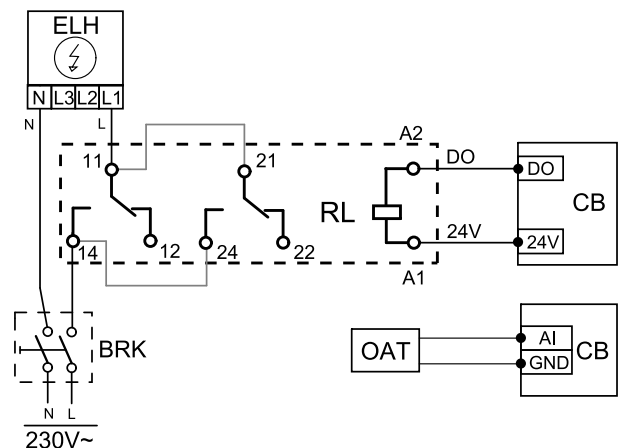 ELH
N L3 L2 L1
N L
A2
11 21 DO DO
RL CB
24V 24V
14 12 24 22
A1
BRK
OAT AI
GND CB
N L
230V~